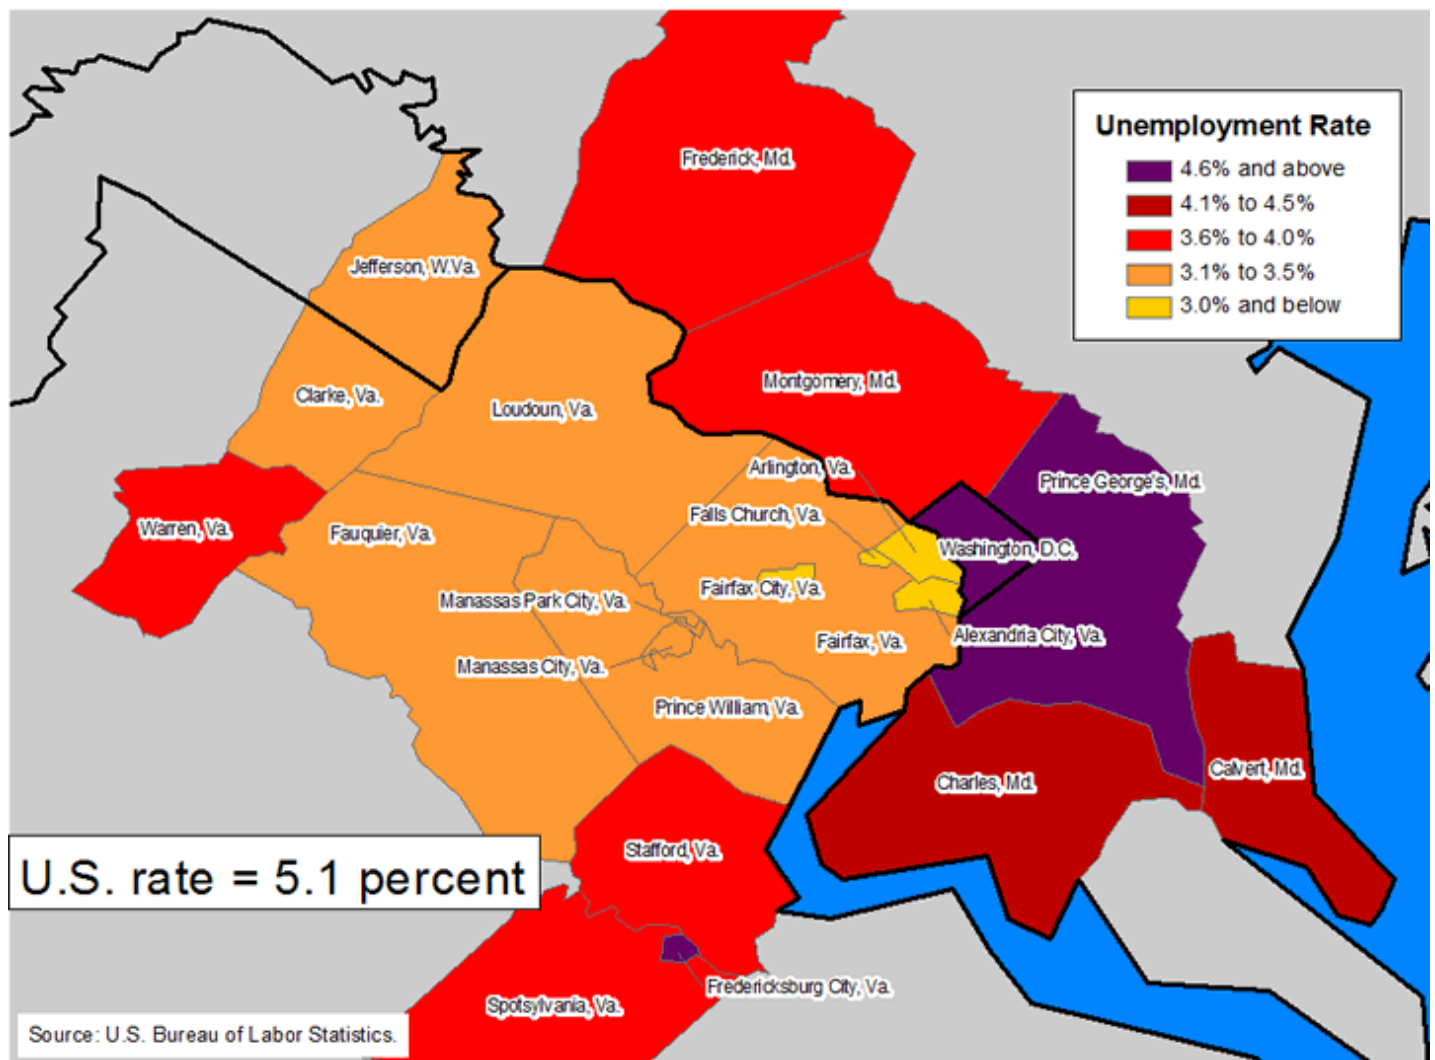 Unemployment Rate
4.6% and above
4.1% to 4.5%
3.6% to 4.0%
3.1% to 3.5%
3.0% and below
Frederick, Md.
Jefferson, W.Va.
Montgomery, Md.
Clarke, Va.
Loudoun, Va.
Arlington, Va.
Prince George's, Md.
Falls Church, Va.
Warren, Va.
Fauquier, Va.
Washington, D.C.
Fairfax City, Va.
Manassas Park City, Va.
Alexandria City, Va.
Fairfax, Va.
Manassas City, Va.
Prince William, Va.
Charles, Md.
Calvert, Md.
Stafford, Va.
U.S. rate = 5.1 percent
Fredericksburg City, Va.
Spotsylvania, Va.
Source: U.S. Bureau of Labor Statistics.